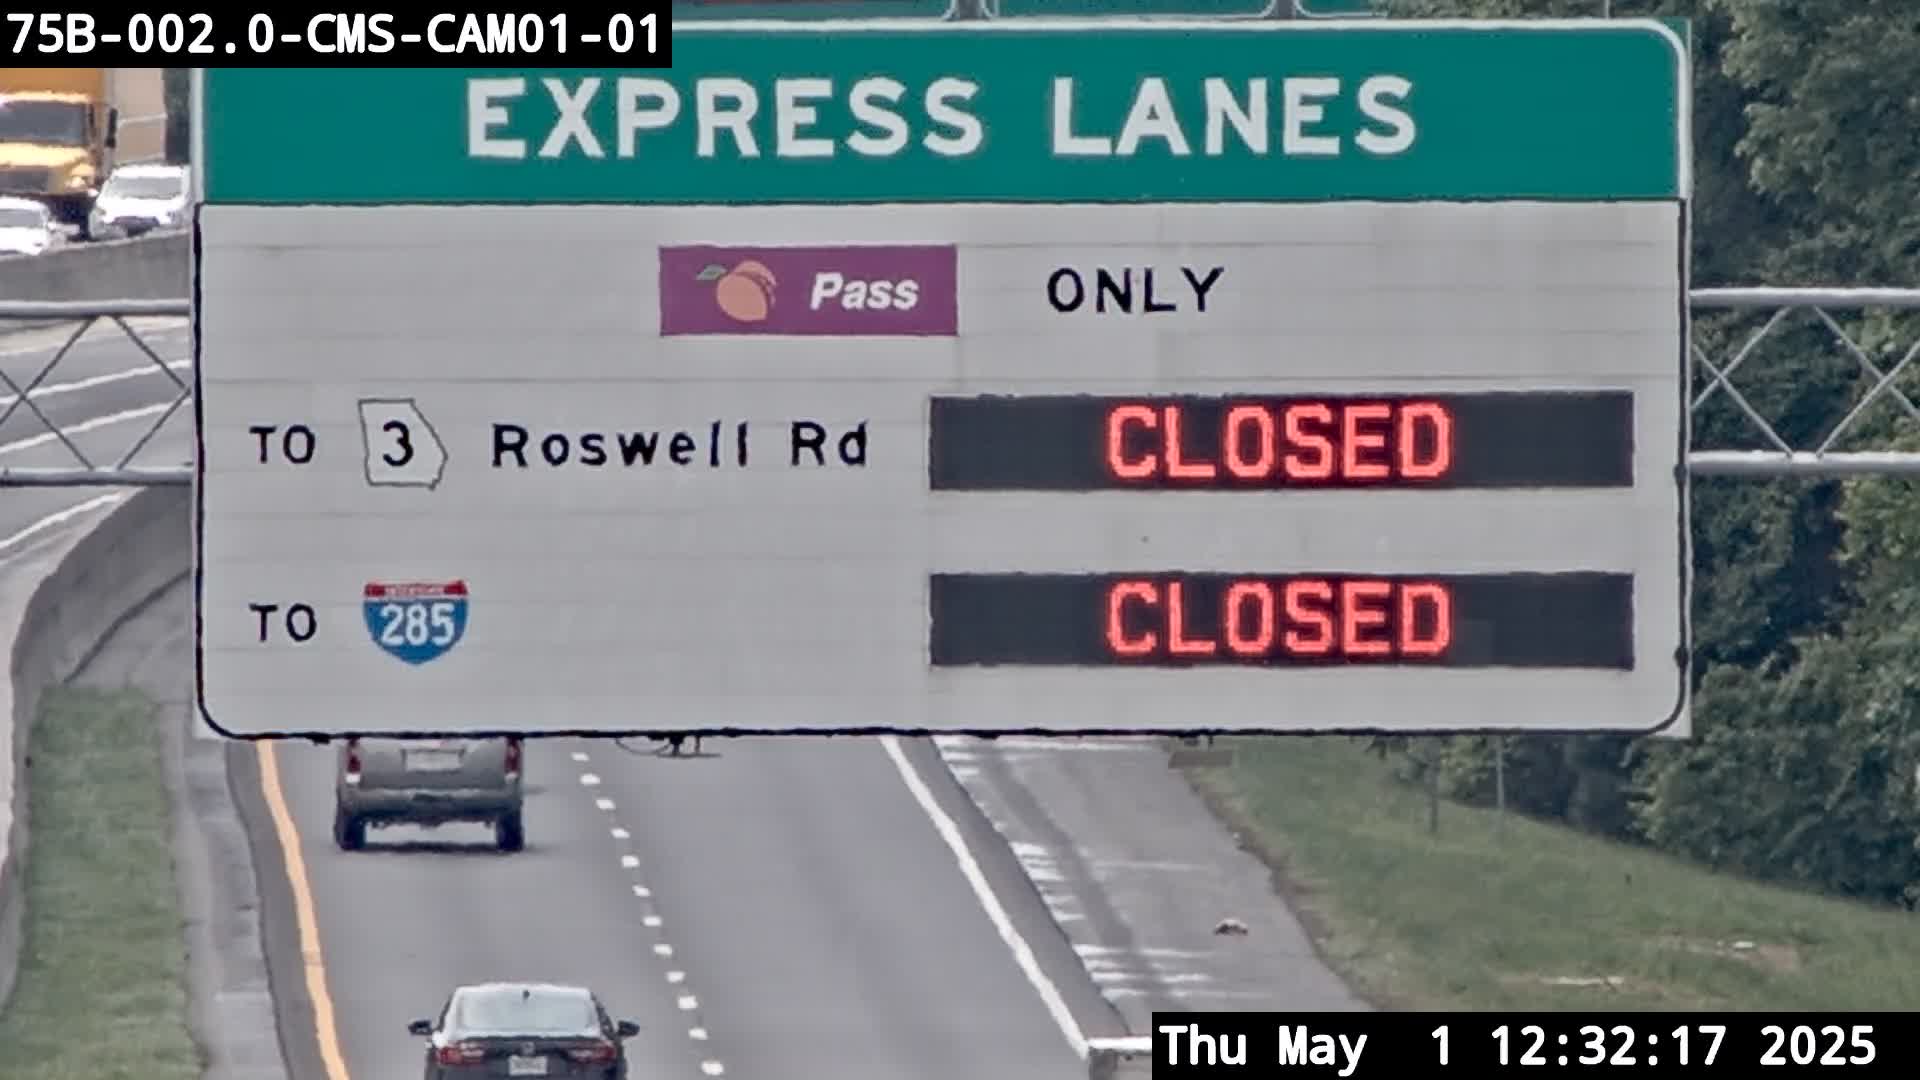 75B-002.0-CMS-CAM01-01
EXPRESS LANES
Pass ONLY
TO 3 Roswell Rd CLOSED
TO 285 CLOSED
Thu May 1 12:32:17 2025